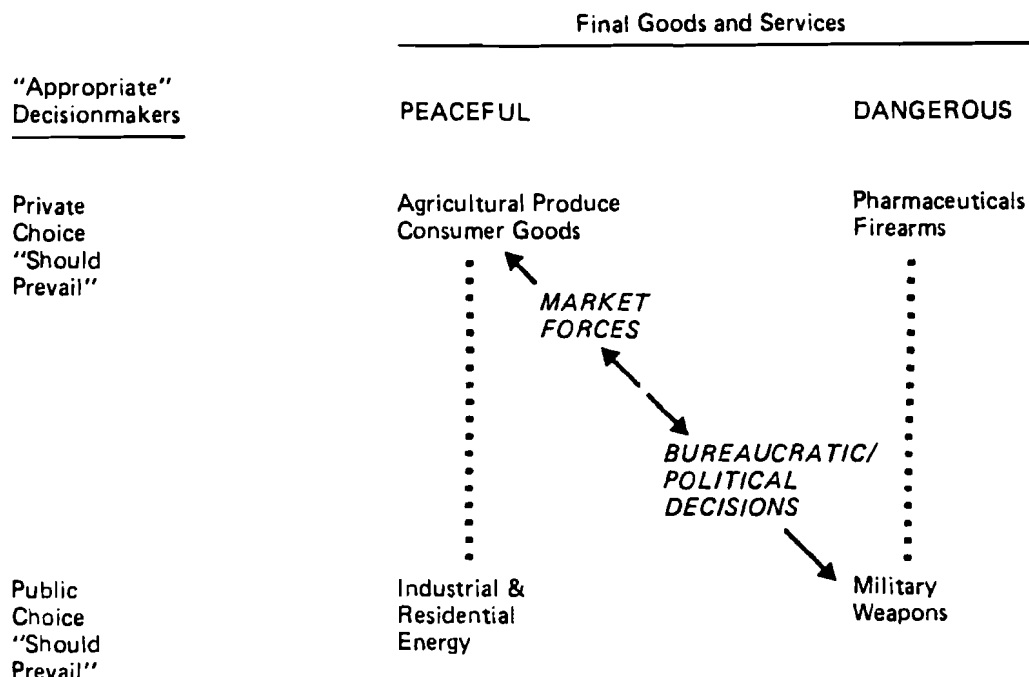 Final Goods and Services
"Appropriate"
Decisionmakers
PEACEFUL
DANGEROUS
Private
Choice
"Should
Prevail"
Agricultural Produce
Consumer Goods
Pharmaceuticals
Firearms
MARKET
FORCES
BUREAUCRATIC/
POLITICAL
DECISIONS
Public
Choice
"Should
Prevail"
Industrial &
Residential
Energy
Military
Weapons